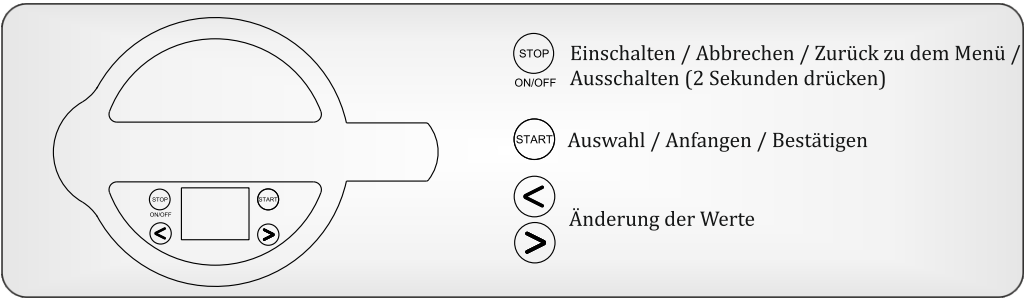 STOP
ON/OFF
START
<
>
STOP
Einschalten / Abbrechen / Zurück zu dem Menü /
ON/OFF
Ausschalten (2 Sekunden drücken)
START
Auswahl / Anfangen / Bestätigen
<
>
Änderung der Werte